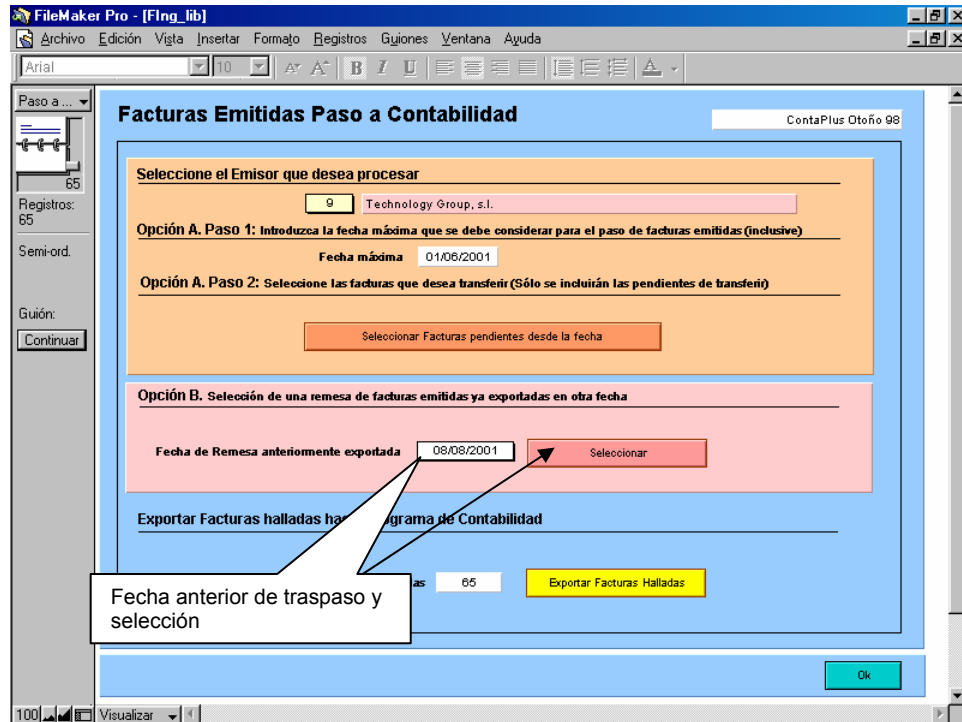 FileMaker Pro - [FIng_lib]
Archivo Edición Vista Insertar Formato Registros Guiones Ventana Ayuda
Arial 10 B I U
Paso a ...
65
Registros:
65
Semi-ord.
Guión:
Continuar
Facturas Emitidas Paso a Contabilidad
ContaPlus Otoño 98
Seleccione el Emisor que desea procesar
9 Technology Group, s.l.
Opción A. Paso 1: Introduzca la fecha máxima que se debe considerar para el paso de facturas emitidas (inclusive)
Fecha máxima 01/06/2001
Opción A. Paso 2: Seleccione las facturas que desea transferir (Sólo se incluirán las pendientes de transferir)
Seleccionar Facturas pendientes desde la fecha
Opción B. Selección de una remesa de facturas emitidas ya exportadas en otra fecha
Fecha de Remesa anteriormente exportada 08/08/2001 Seleccionar
Exportar Facturas halladas ha ograma de Contabilidad
as 65 Exportar Facturas Halladas
Fecha anterior de traspaso y
selección
Ok
100 Visualizar